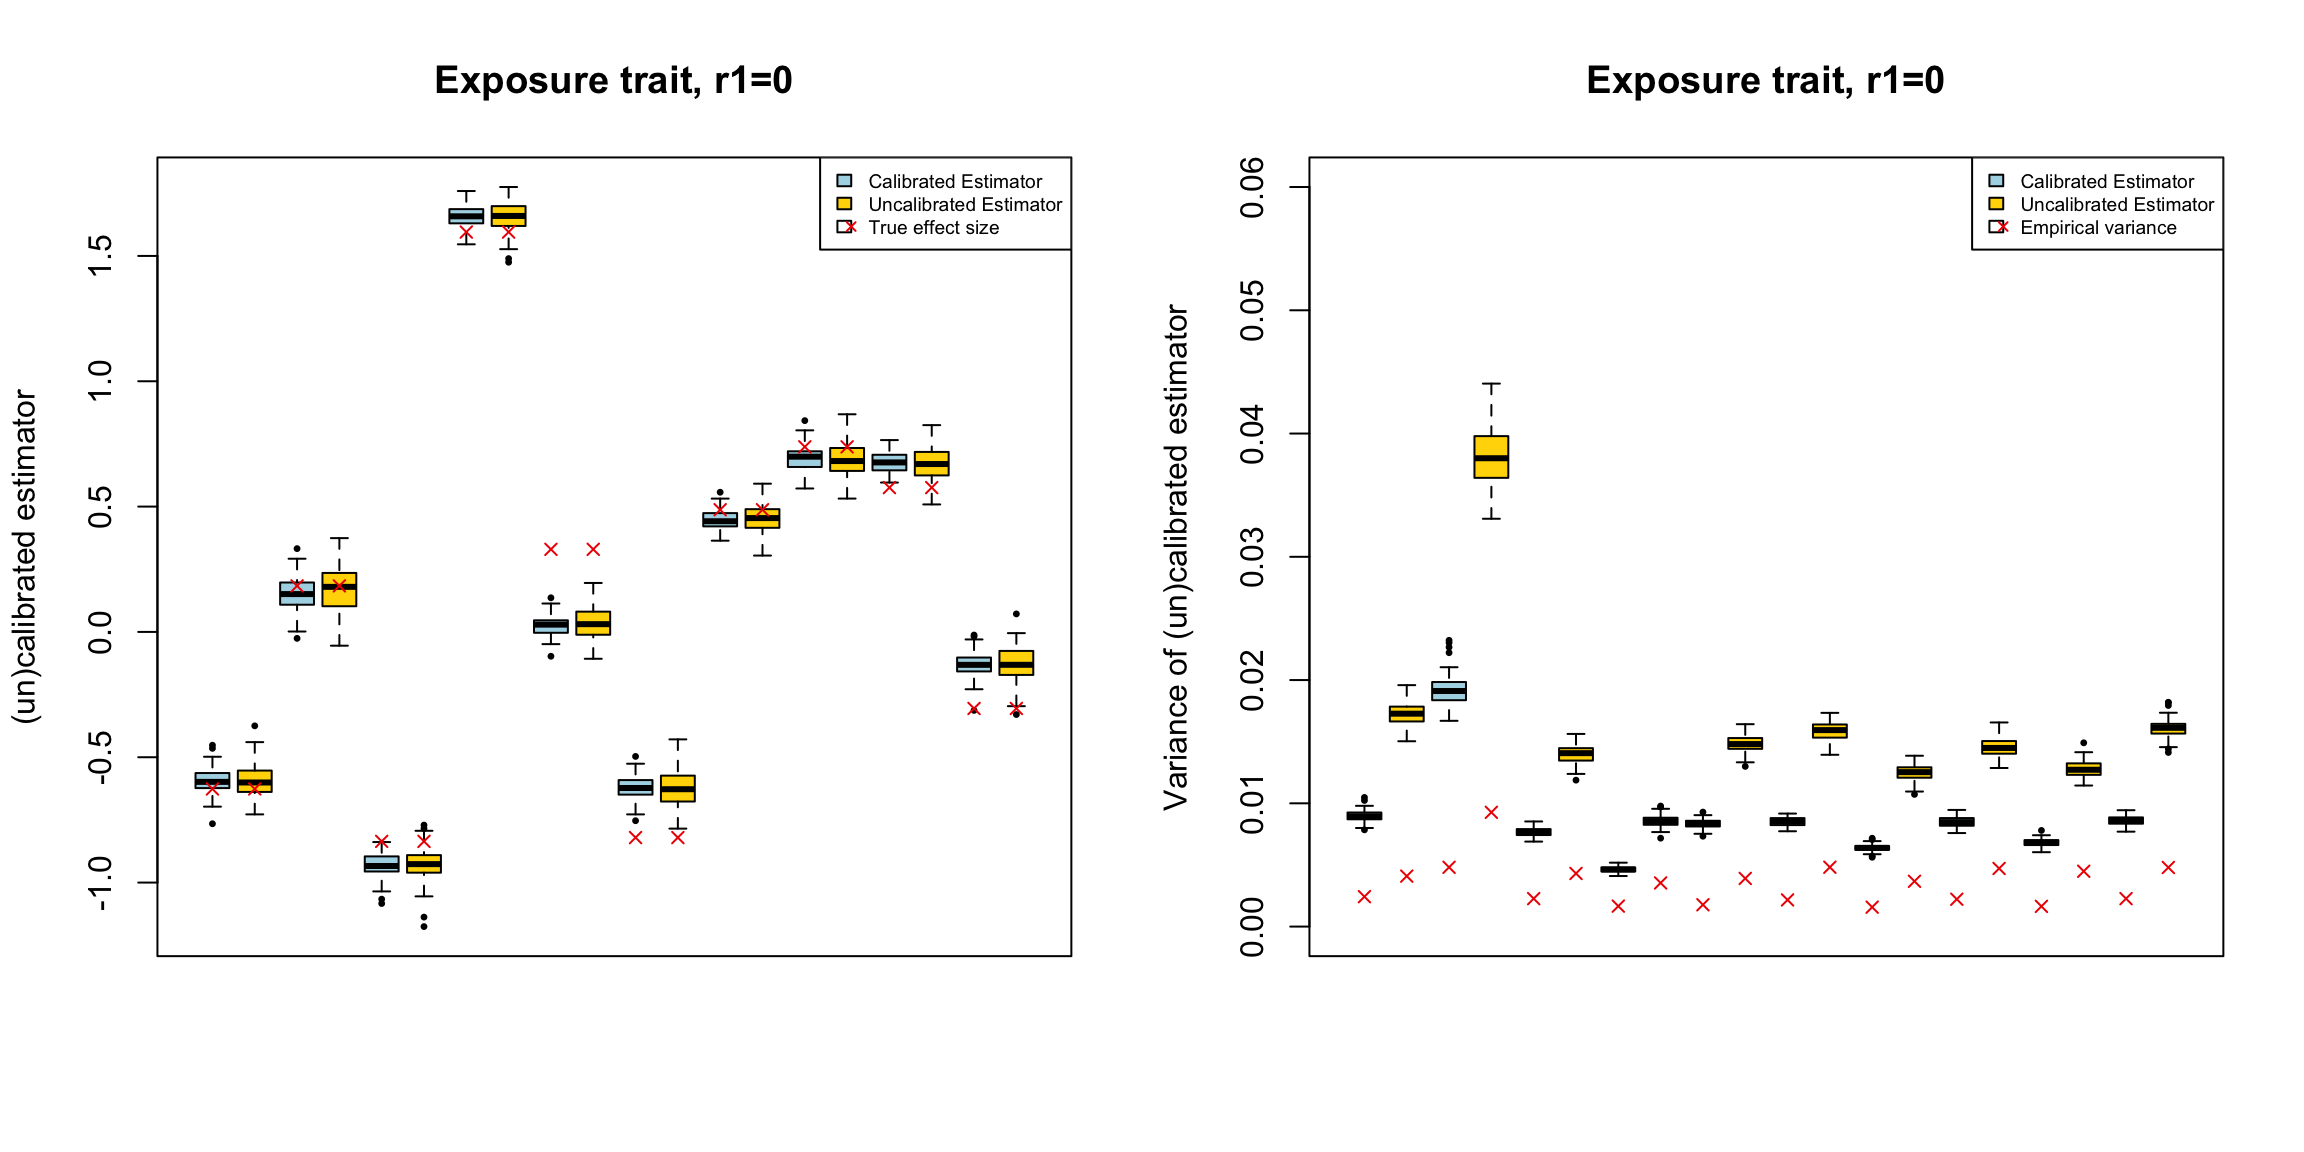 Exposure trait, r1=0
(un)calibrated estimator
1.5
1.0
0.5
0.0
-0.5
-1.0
Calibrated Estimator
Uncalibrated Estimator
True effect size
Exposure trait, r1=0
Variance of (un)calibrated estimator
0.06
0.05
0.04
0.03
0.02
0.01
0.00
Calibrated Estimator
Uncalibrated Estimator
Empirical variance